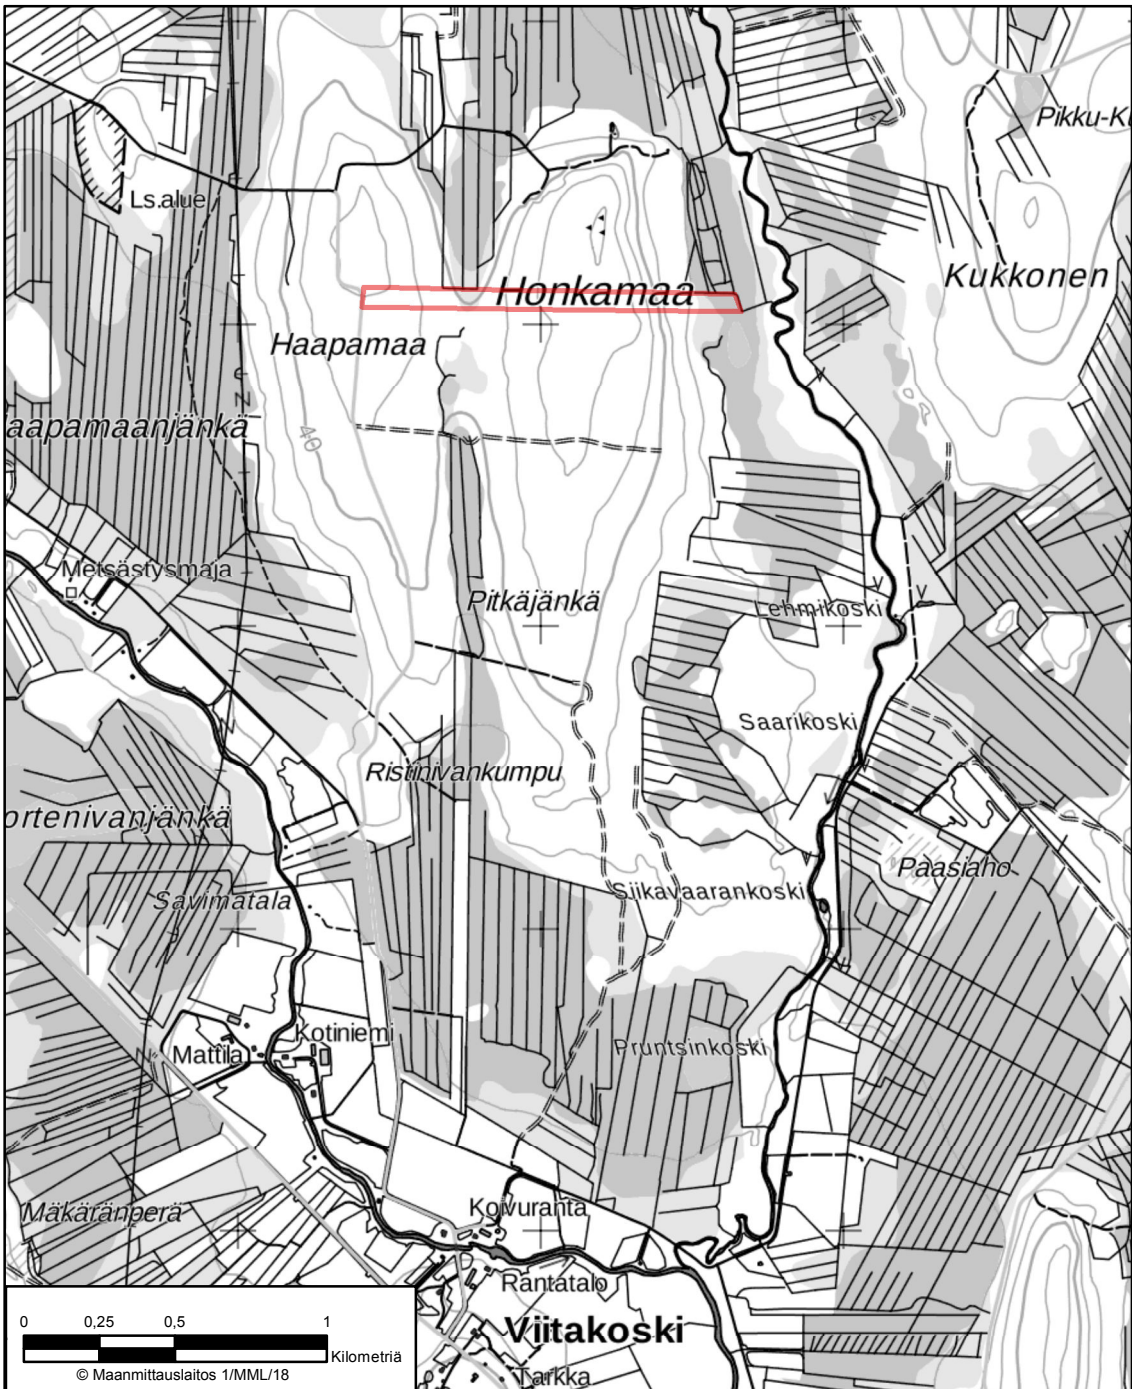 Pikku-K
Ls.alue
Kukkonen
Honkamaa
Haapamaa
aapamaanjänkä
40
Metsästysmaja
Pitkäjänkä
Lehmikoski
Saarikoski
Ristinivankumpu
ortenivanjänkä
Paasiaho
Siikavaarankoski
Savimatala
Kotiniemi
Mattila
Pruntsinkoski
Mäkäränperä
Koivuranta
Rantatalo
Viitakoski
Tarkka
0 0,25 0,5 1
Kilometriä
© Maanmittauslaitos 1/MML/18